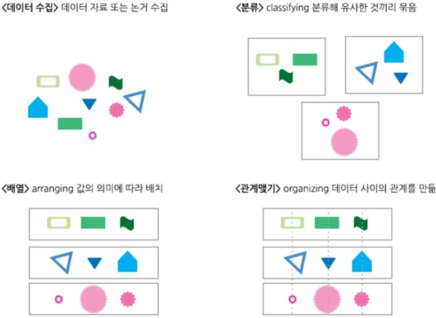 <데이터 수집> 데이터 자료 또는 논거 수집
<분류> classifying 분류해 유사한 것끼리 묶음
<배열> arranging 값의 의미에 따라 배치
<관계맺기> organizing 데이터 사이의 관계를 만듦